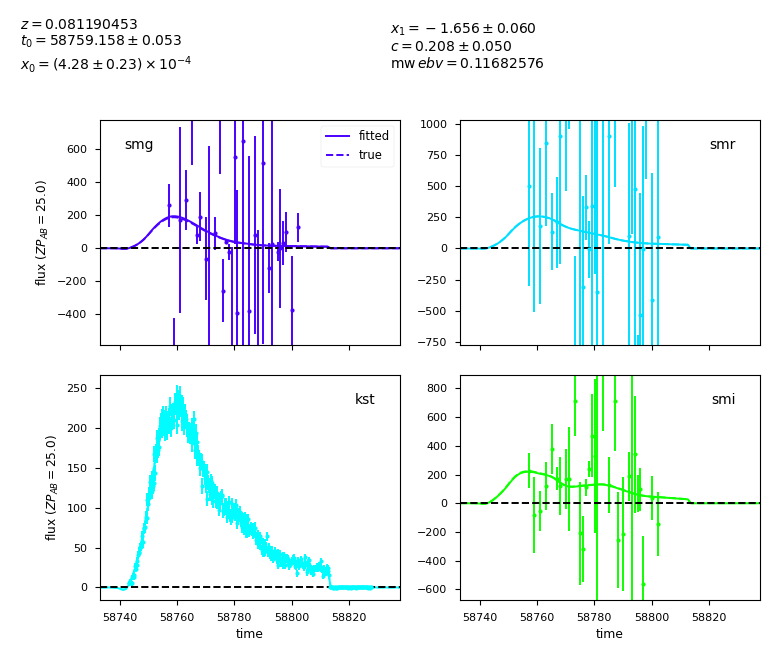 z = 0.081190453
t₀ = 58759.158 ± 0.053
x₀ = (4.28 ± 0.23) × 10⁻⁴
x₁ = −1.656 ± 0.060
c = 0.208 ± 0.050
mw ebv = 0.11682576
smg
fitted
true
600
400
200
0
−200
−400
flux (ZP_AB = 25.0)
smr
1000
750
500
250
0
−250
−500
−750
kst
250
200
150
100
50
0
flux (ZP_AB = 25.0)
58740 58760 58780 58800 58820
time
smi
800
600
400
200
0
−200
−400
−600
58740 58760 58780 58800 58820
time